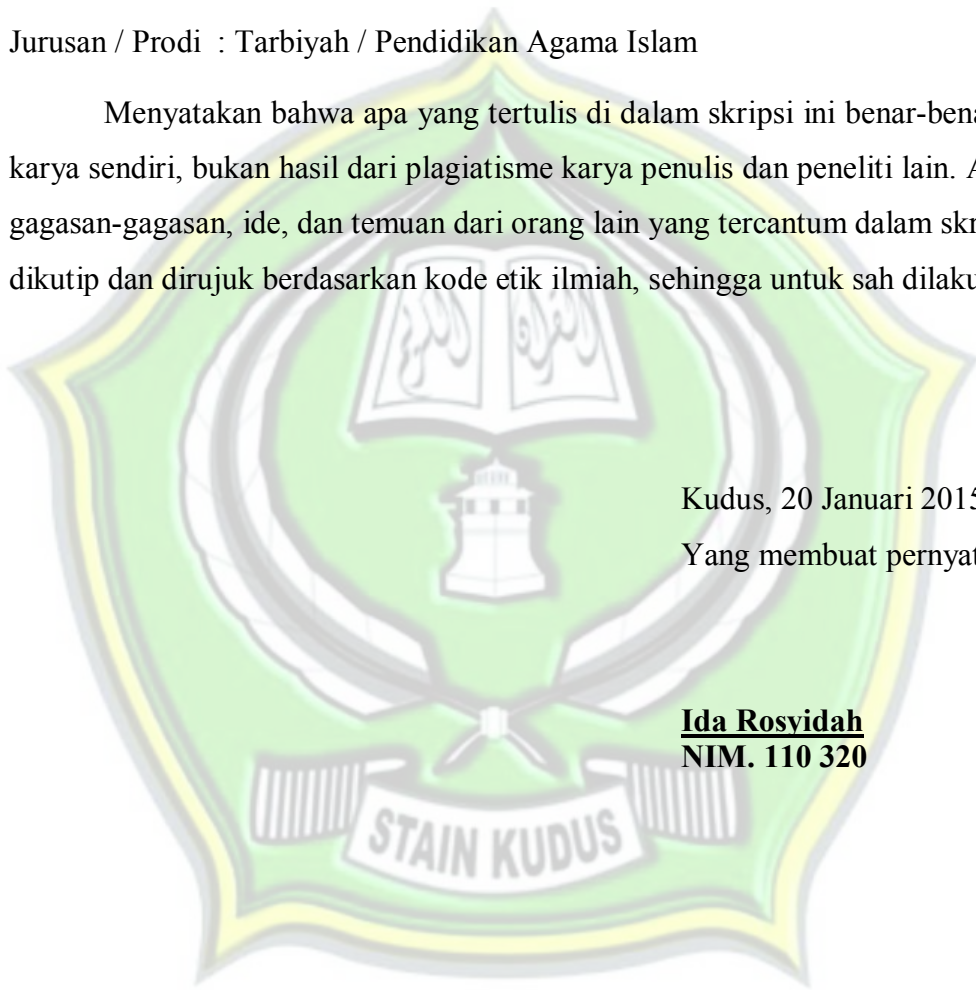 Jurusan / Prodi : Tarbiyah / Pendidikan Agama Islam
Menyatakan bahwa apa yang tertulis di dalam skripsi ini benar-bena
karya sendiri, bukan hasil dari plagiatisme karya penulis dan peneliti lain. A
gagasan-gagasan, ide, dan temuan dari orang lain yang tercantum dalam skr
dikutip dan dirujuk berdasarkan kode etik ilmiah, sehingga untuk sah dilaku
Kudus, 20 Januari 2015
Yang membuat pernyat
Ida Rosyidah
NIM. 110 320
STAIN KUDUS